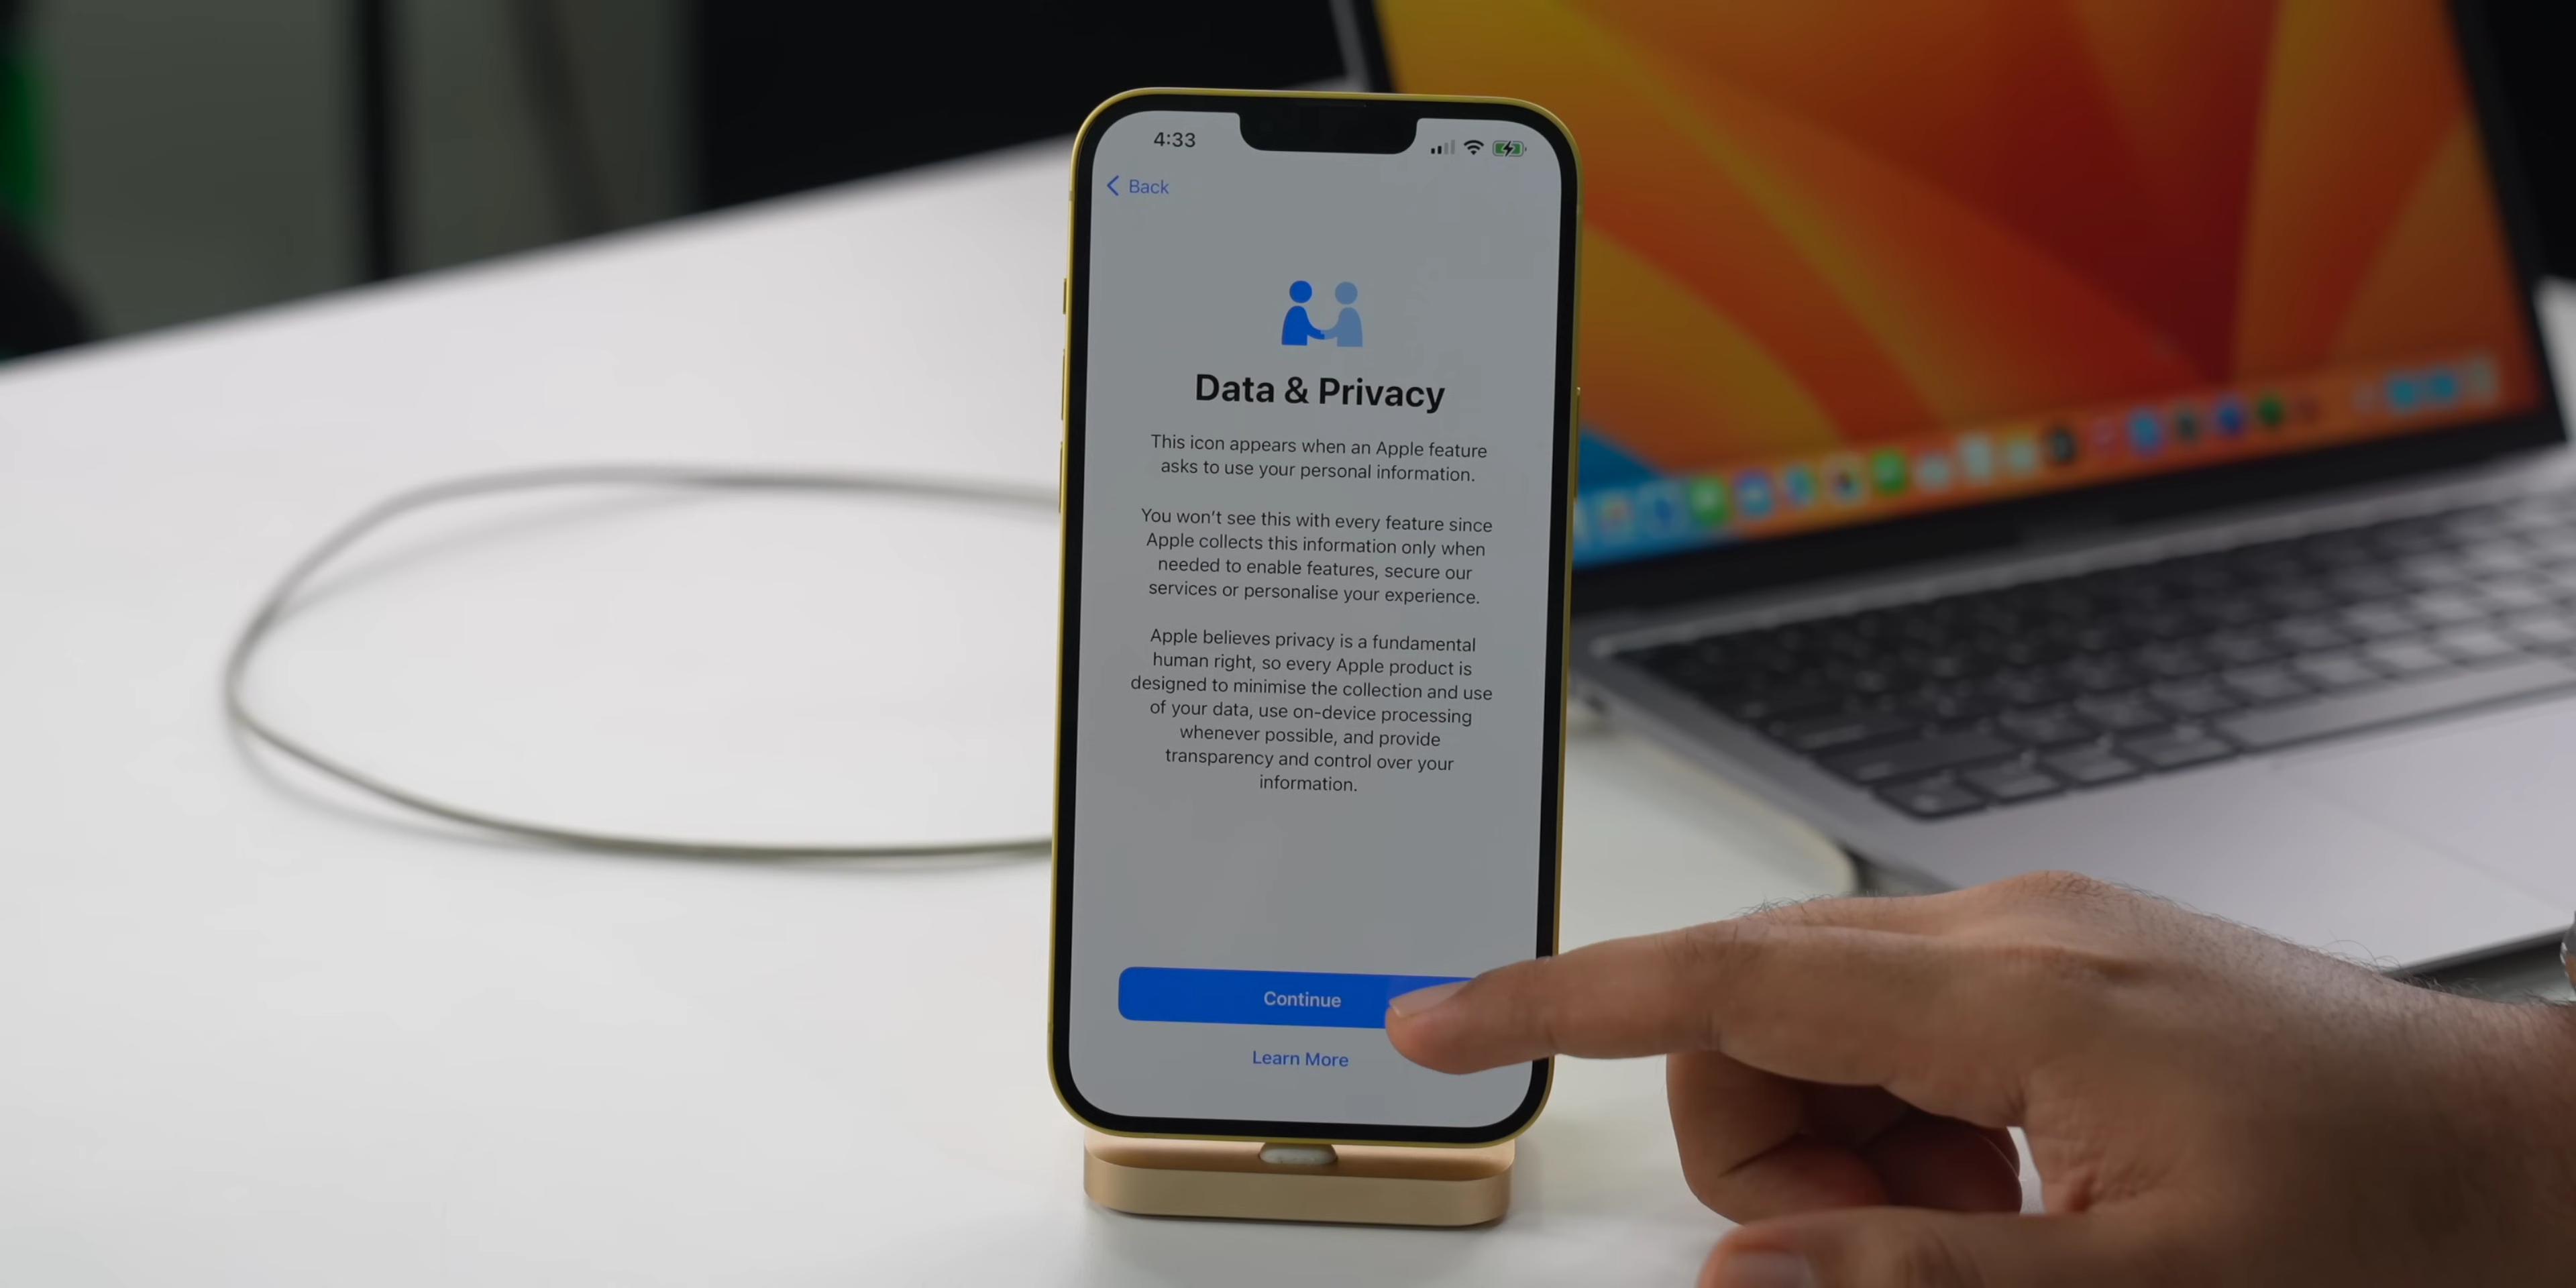 4:33
Back
Data & Privacy
This icon appears when an Apple feature
asks to use your personal information.
You won't see this with every feature since
Apple collects this information only when
needed to enable features, secure our
services or personalise your experience.
Apple believes privacy is a fundamental
human right, so every Apple product is
designed to minimise the collection and use
of your data, use on-device processing
whenever possible, and provide
transparency and control over your
information.
Continue
Learn More